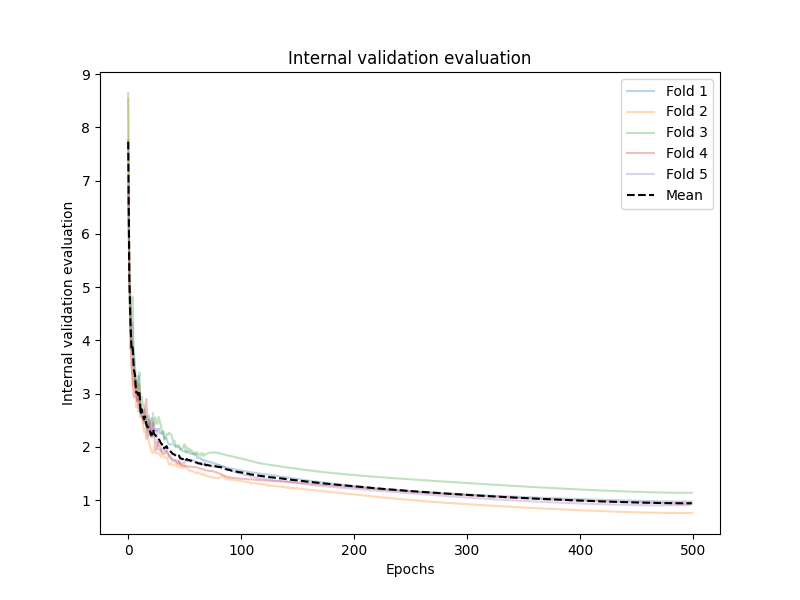 Internal validation evaluation
Internal validation evaluation
9
8
7
6
5
4
3
2
1
Fold 1
Fold 2
Fold 3
Fold 4
Fold 5
Mean
0
100
200
300
400
500
Epochs